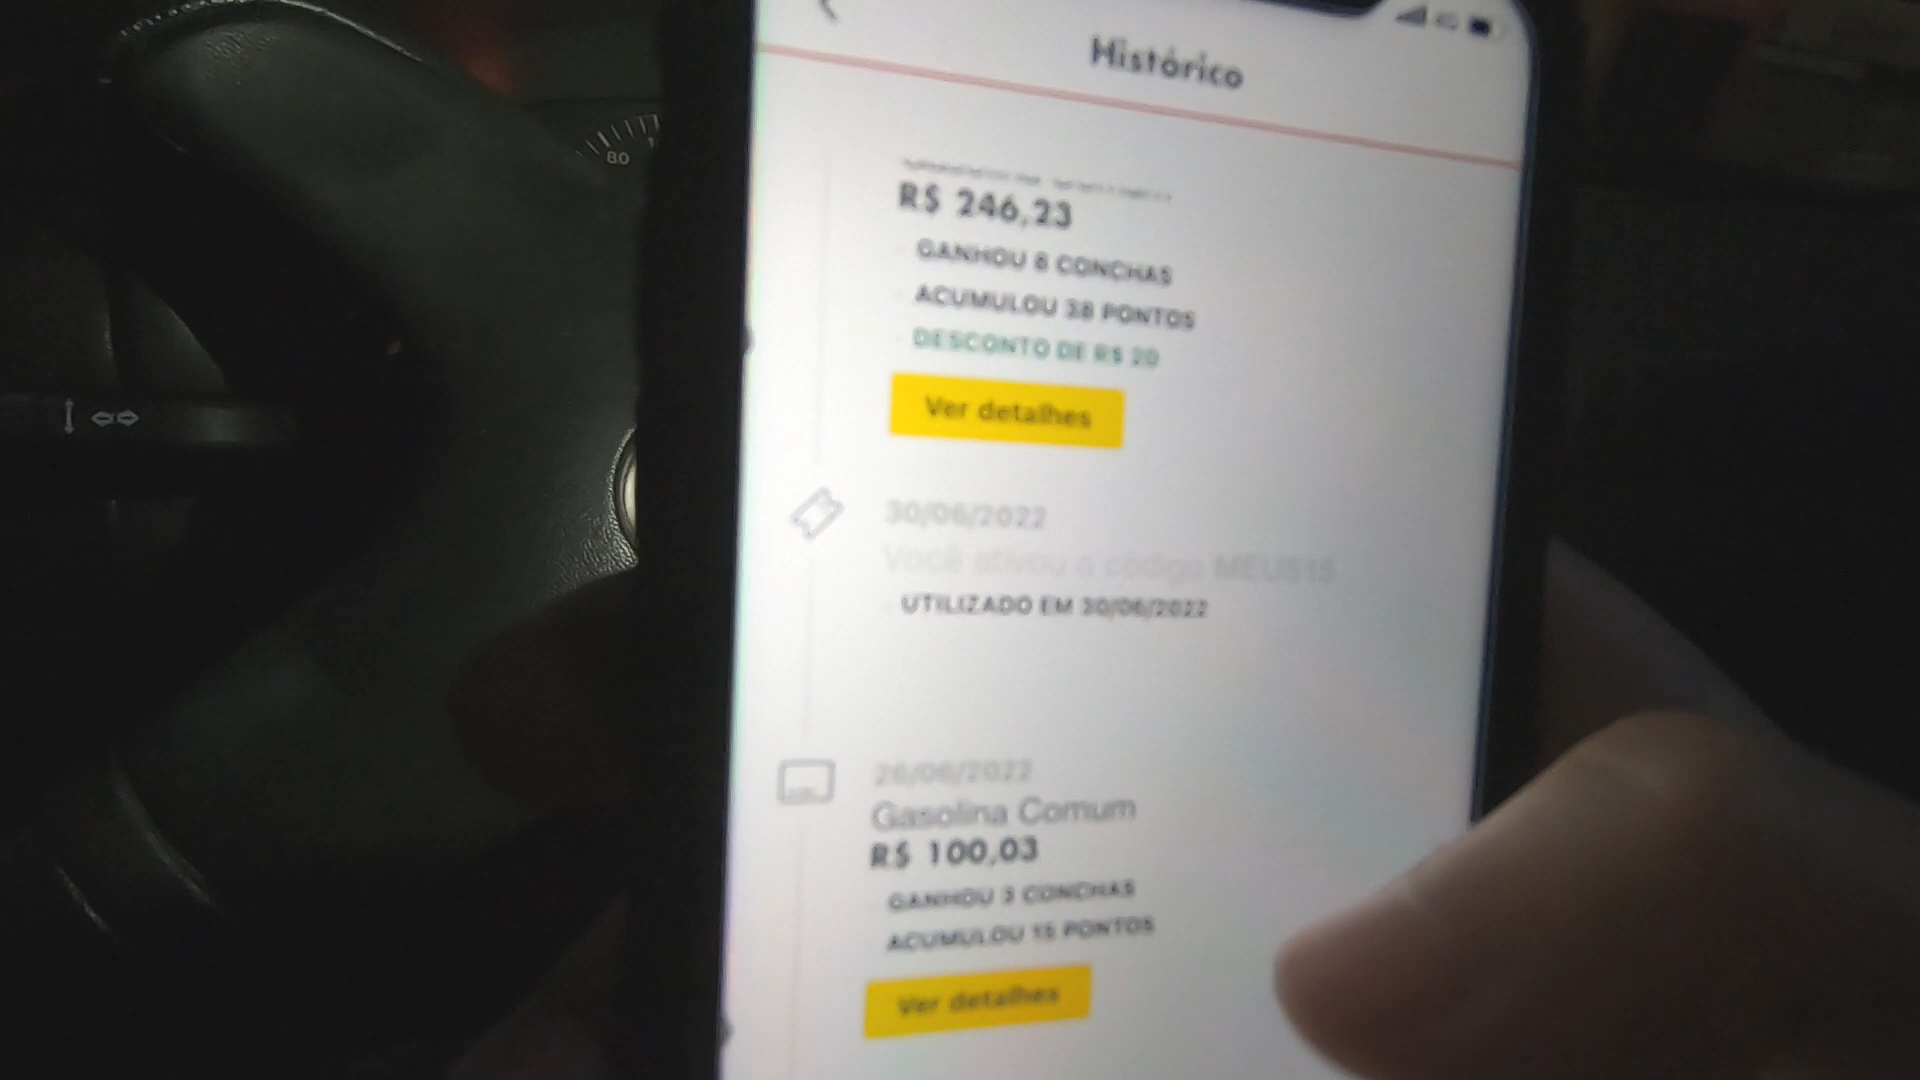 80
Histórico
R$ 246,23
GANHOU 8 CONCHAS
ACUMULOU 38 PONTOS
DESCONTO DE R$ 20
Ver detalhes
30/06/2022
Você ativou o código MEUS15
UTILIZADO EM 30/06/2022
26/06/2022
Gasolina Comum
R$ 100,03
GANHOU 3 CONCHAS
ACUMULOU 15 PONTOS
Ver detalhes